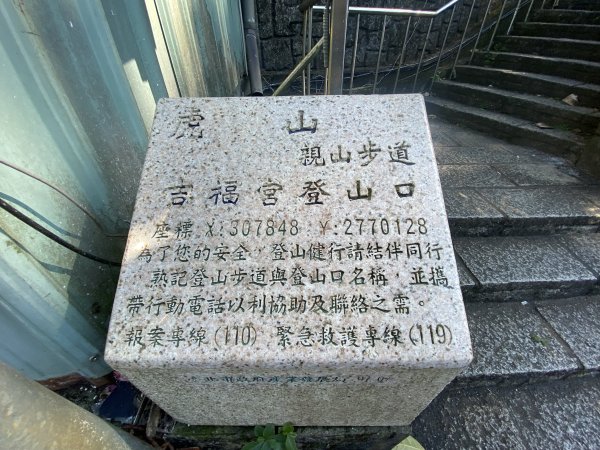 虎山
親山步道
吉福宮登山口
座標 X:307848 Y:2770128
為了您的安全，登山健行請結伴同行
熟記登山步道與登山口名稱，並攜
帶行動電話以利協助及聯絡之需。
報案專線(110) 緊急救護專線(119)